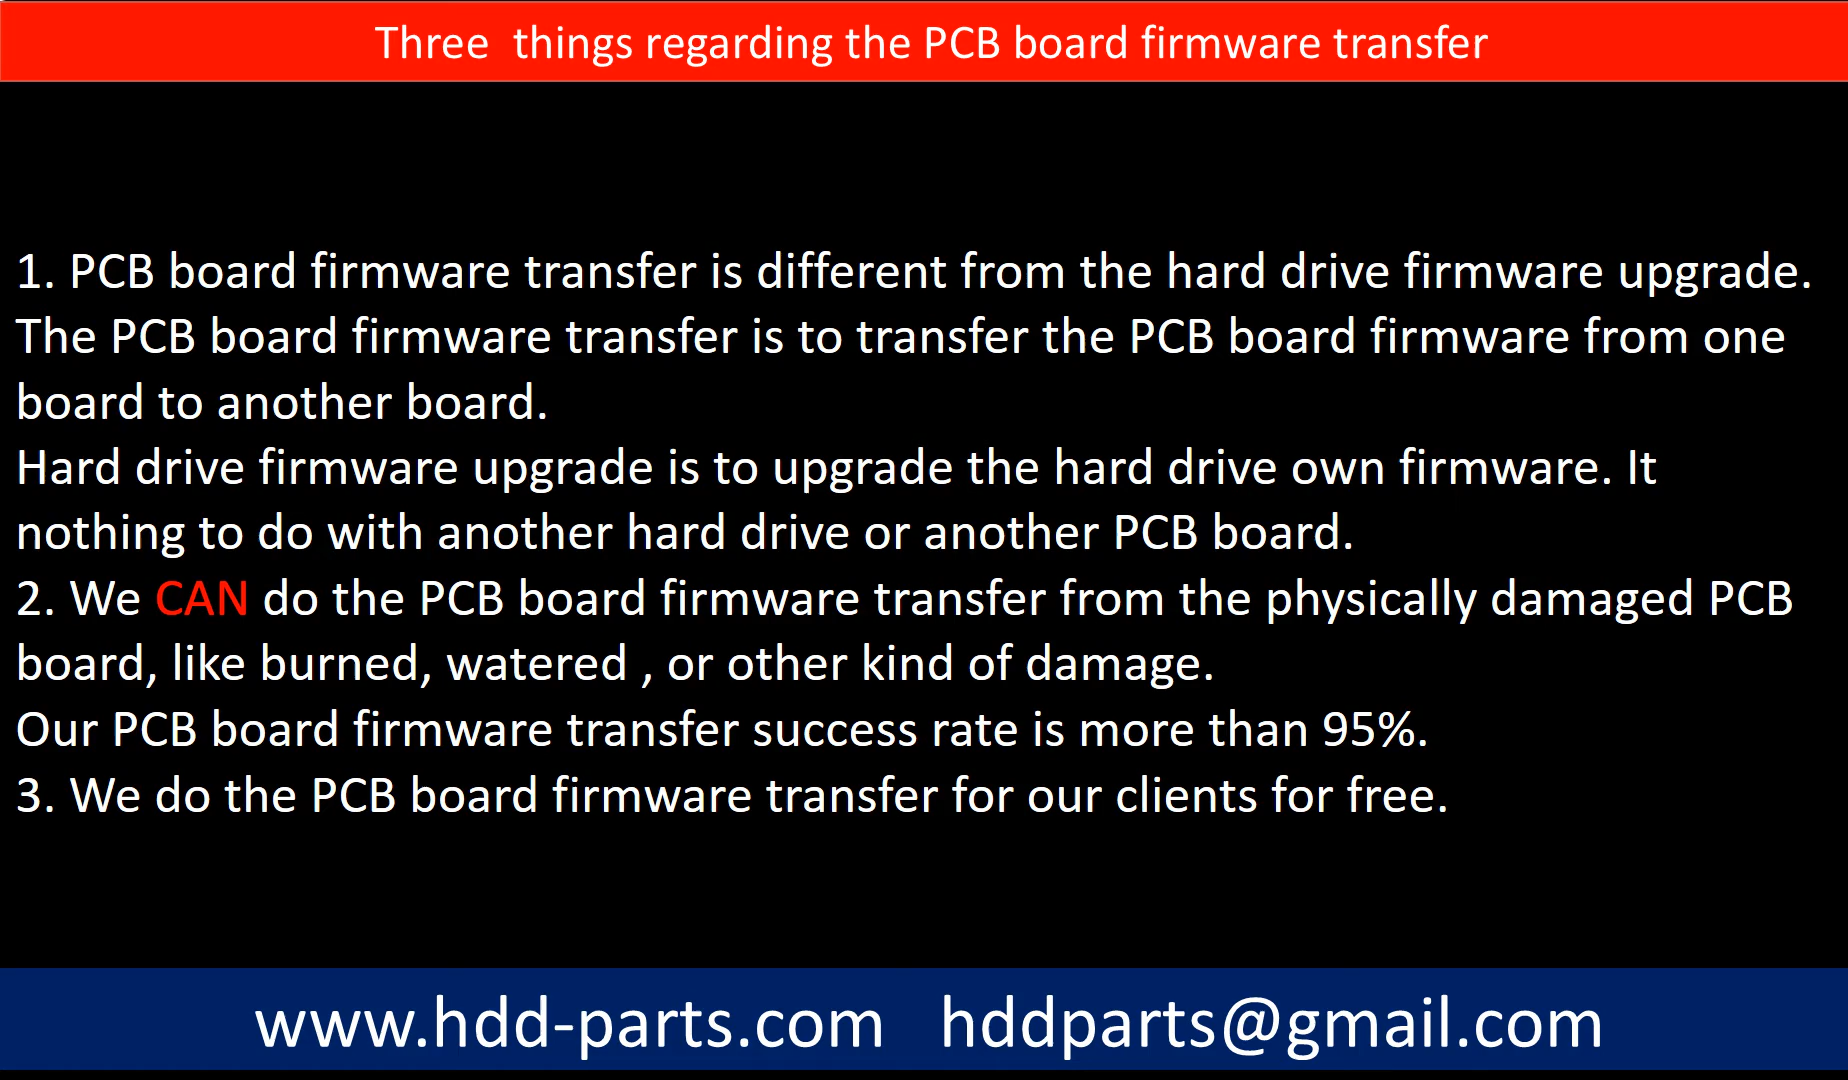 Three  things regarding the PCB board firmware transfer
1. PCB board firmware transfer is different from the hard drive firmware upgrade.
The PCB board firmware transfer is to transfer the PCB board firmware from one
board to another board.
Hard drive firmware upgrade is to upgrade the hard drive own firmware. It
nothing to do with another hard drive or another PCB board.
2. We CAN do the PCB board firmware transfer from the physically damaged PCB
board, like burned, watered , or other kind of damage.
Our PCB board firmware transfer success rate is more than 95%.
3. We do the PCB board firmware transfer for our clients for free.
www.hdd-parts.com   hddparts@gmail.com